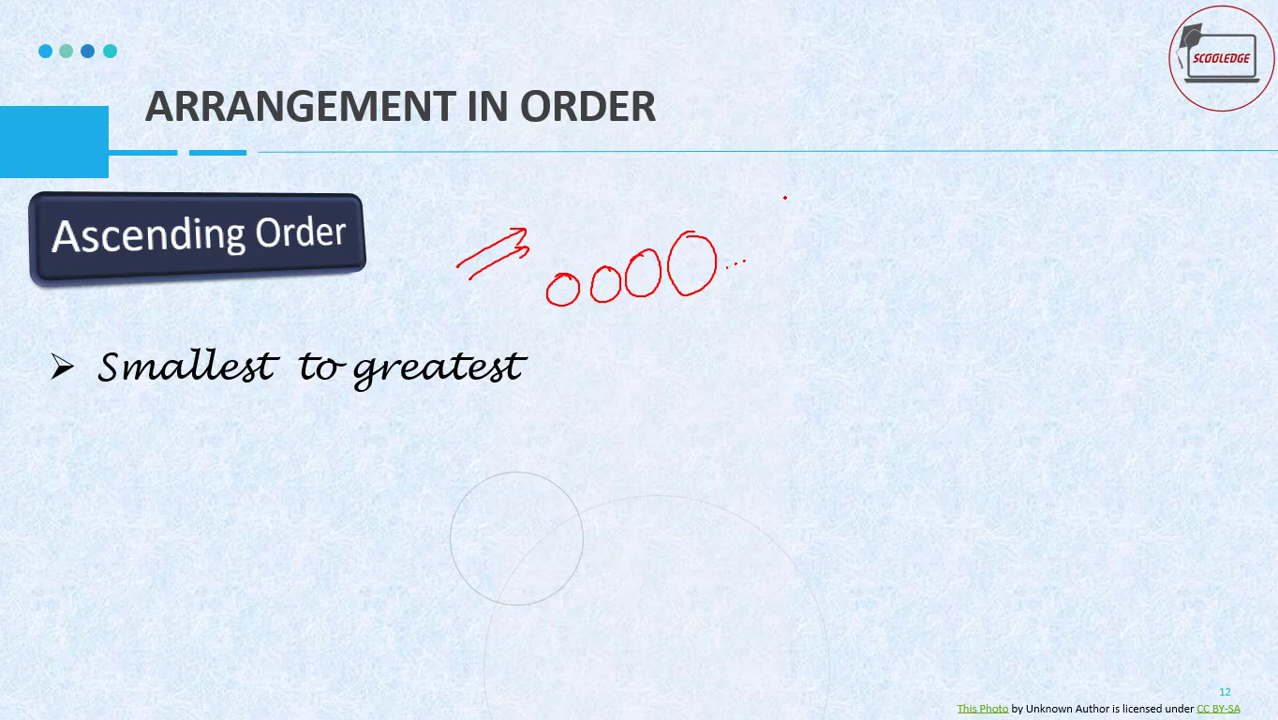 SCOOLEDGE
ARRANGEMENT IN ORDER
Ascending Order
➢ Smallest to greatest
12
This Photo by Unknown Author is licensed under CC BY-SA